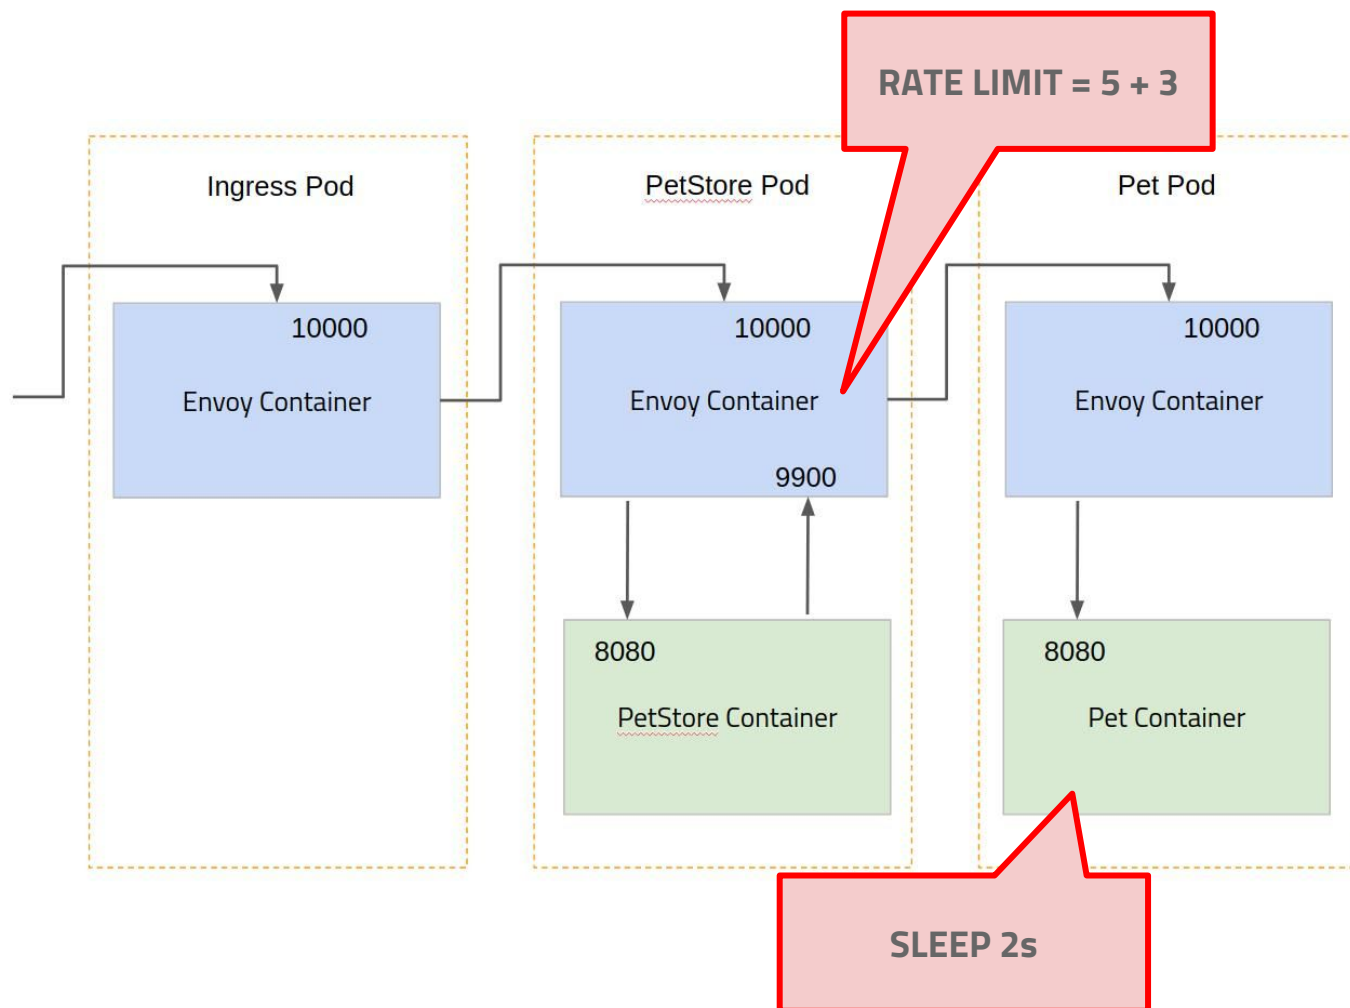 RATE LIMIT = 5 + 3
Ingress Pod
PetStore Pod
Pet Pod
10000
Envoy Container
10000
Envoy Container
9900
10000
Envoy Container
8080
PetStore Container
8080
Pet Container
SLEEP 2s